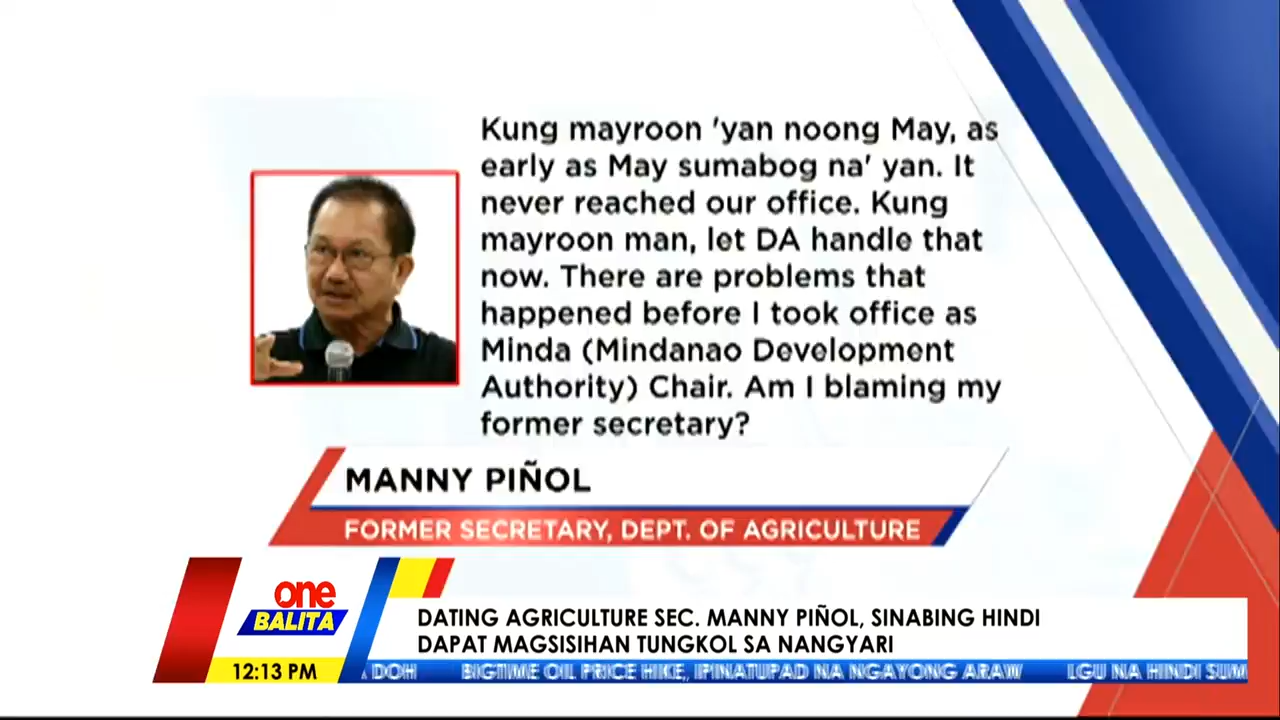 Kung mayroon 'yan noong May, as
early as May sumabog na' yan. It
never reached our office. Kung
mayroon man, let DA handle that
now. There are problems that
happened before I took office as
Minda (Mindanao Development
Authority) Chair. Am I blaming my
former secretary?
MANNY PIÑOL
FORMER SECRETARY, DEPT. OF AGRICULTURE
one
BALITA
DATING AGRICULTURE SEC. MANNY PIÑOL, SINABING HINDI
DAPAT MAGSISIHAN TUNGKOL SA NANGYARI
12:13 PM
DOH BIGTIME OIL PRICE HIKE, IPINATUPAD NA NGAYONG ARAW LGU NA HINDI